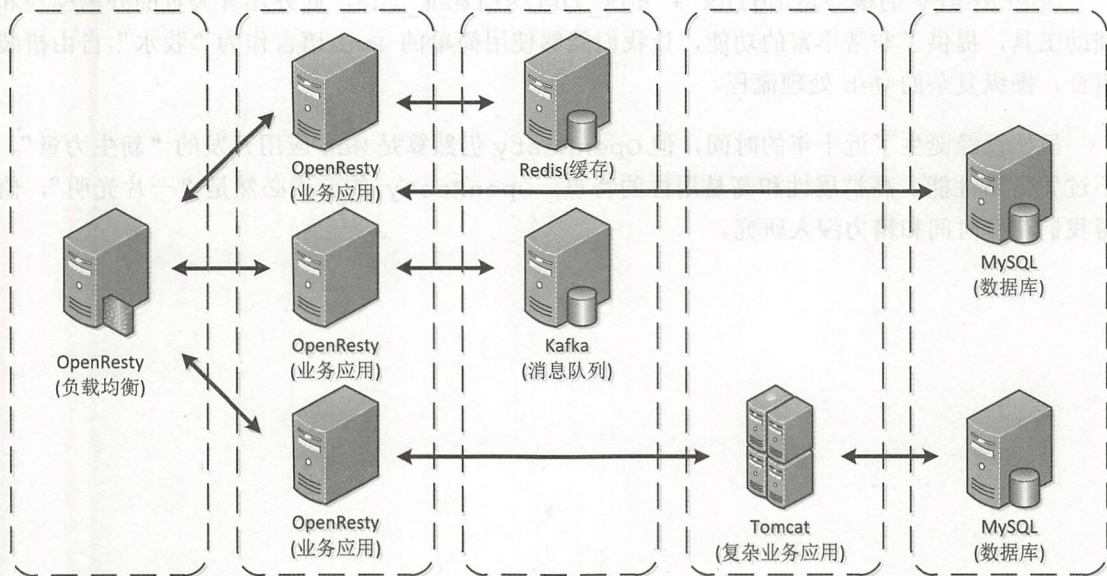 OpenResty
(业务应用)
Redis(缓存)
MySQL
(数据库)
OpenResty
(负载均衡)
OpenResty
(业务应用)
Kafka
(消息队列)
OpenResty
(业务应用)
Tomcat
(复杂业务应用)
MySQL
(数据库)